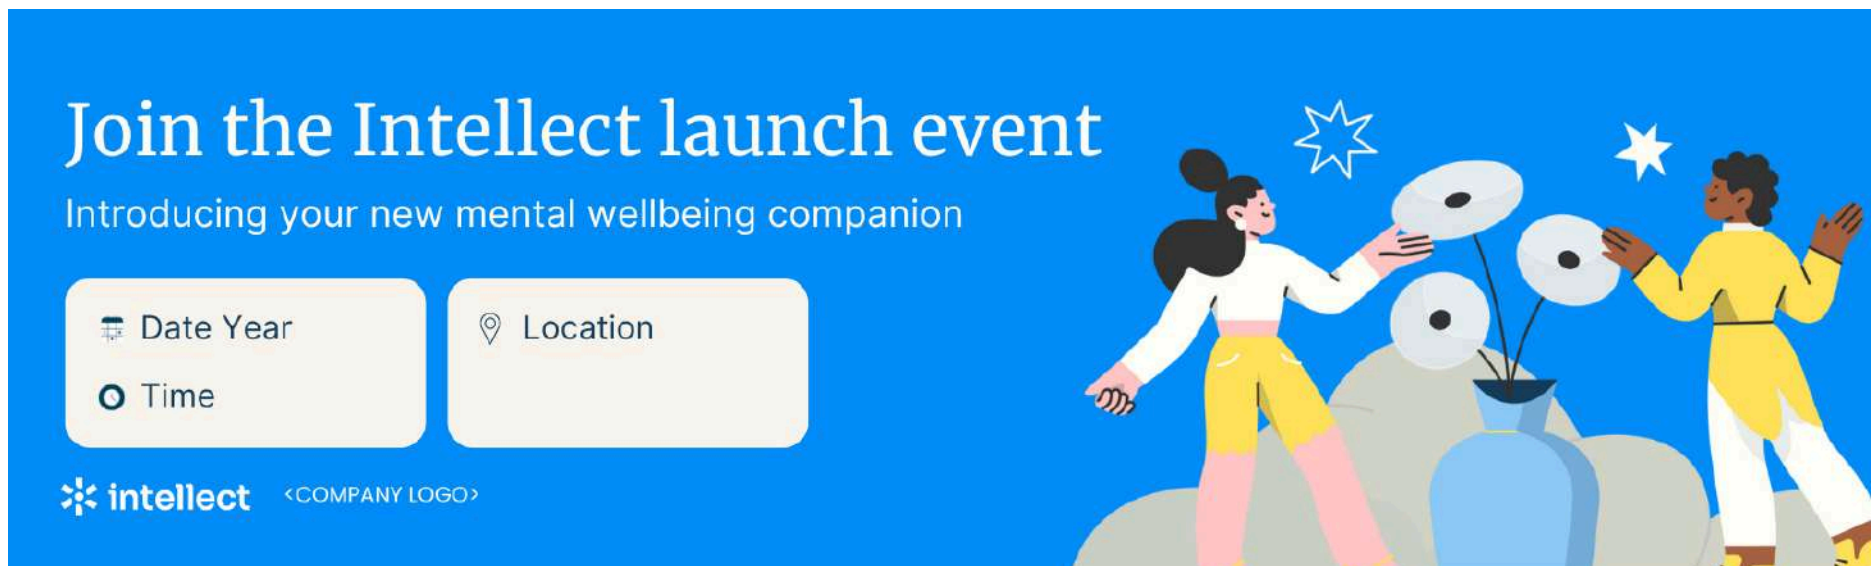 Join the Intellect launch event
Introducing your new mental wellbeing companion
Date Year
Time
Location
intellect
<COMPANY LOGO>